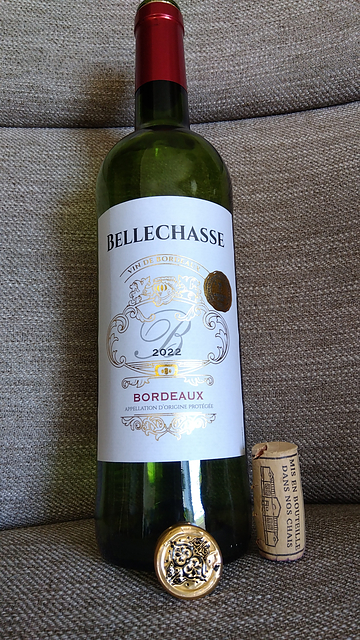 BELLECHASSE
VIN DE BORDEAUX
B
2022
BORDEAUX
APPELLATION D'ORIGINE PROTÉGÉE
MIS EN BOUTEILLE
DANS NOS CHAIS